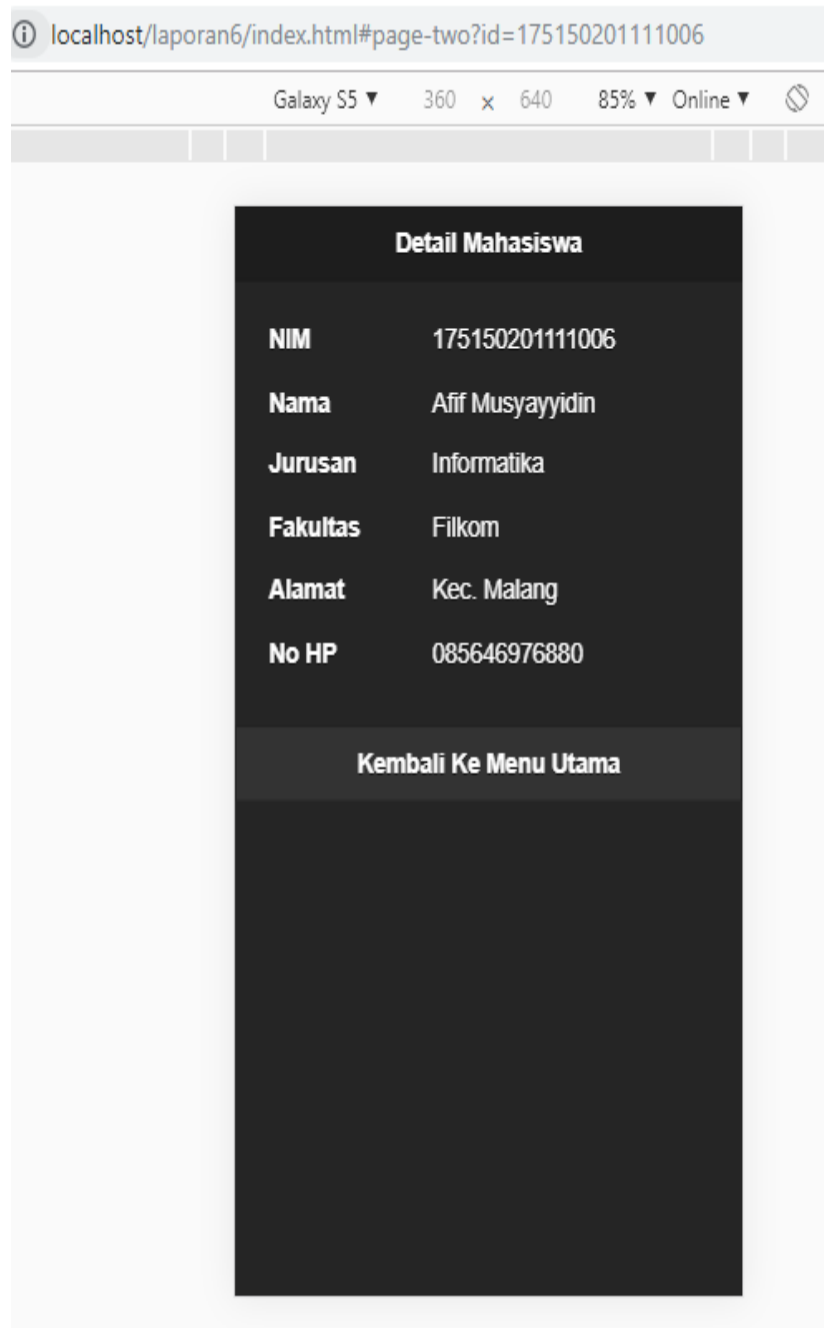 localhost/laporan6/index.html#page-two?id=175150201111006
Galaxy S5 ▼ 360 x 640 85% ▼ Online ▼
Detail Mahasiswa
NIM 175150201111006
Nama Afif Musyayyidin
Jurusan Informatika
Fakultas Filkom
Alamat Kec. Malang
No HP 085646976880
Kembali Ke Menu Utama